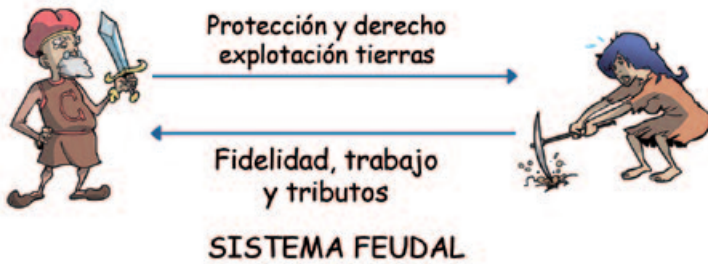 Protección y derecho
explotación tierras
Fidelidad, trabajo
y tributos
SISTEMA FEUDAL